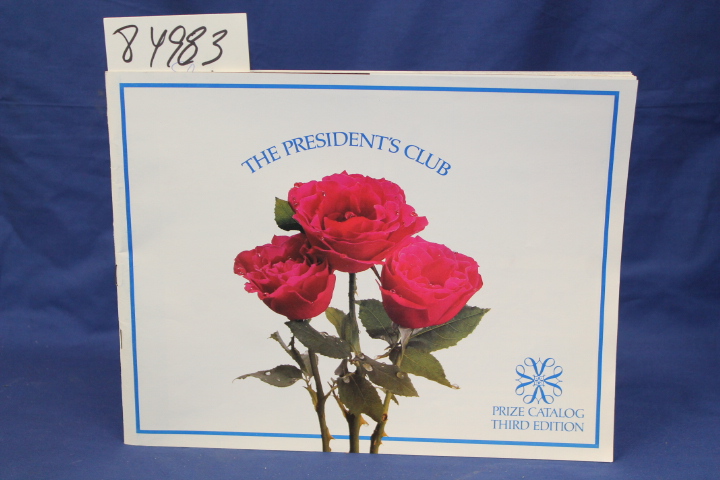 84983
THE PRESIDENT'S CLUB
PRIZE CATALOG
THIRD EDITION